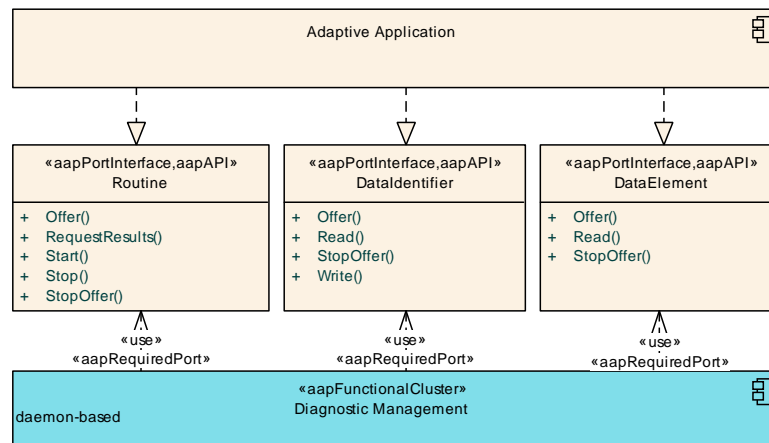 Adaptive Application
«aapPortInterface,aapAPI»
Routine
+ Offer()
+ RequestResults()
+ Start()
+ Stop()
+ StopOffer()
«aapPortInterface,aapAPI»
DataIdentifier
+ Offer()
+ Read()
+ StopOffer()
+ Write()
«aapPortInterface,aapAPI»
DataElement
+ Offer()
+ Read()
+ StopOffer()
«use»
«aapRequiredPort»
«use»
«aapRequiredPort»
«use»
«aapRequiredPort»
«aapFunctionalCluster»
Diagnostic Management
daemon-based